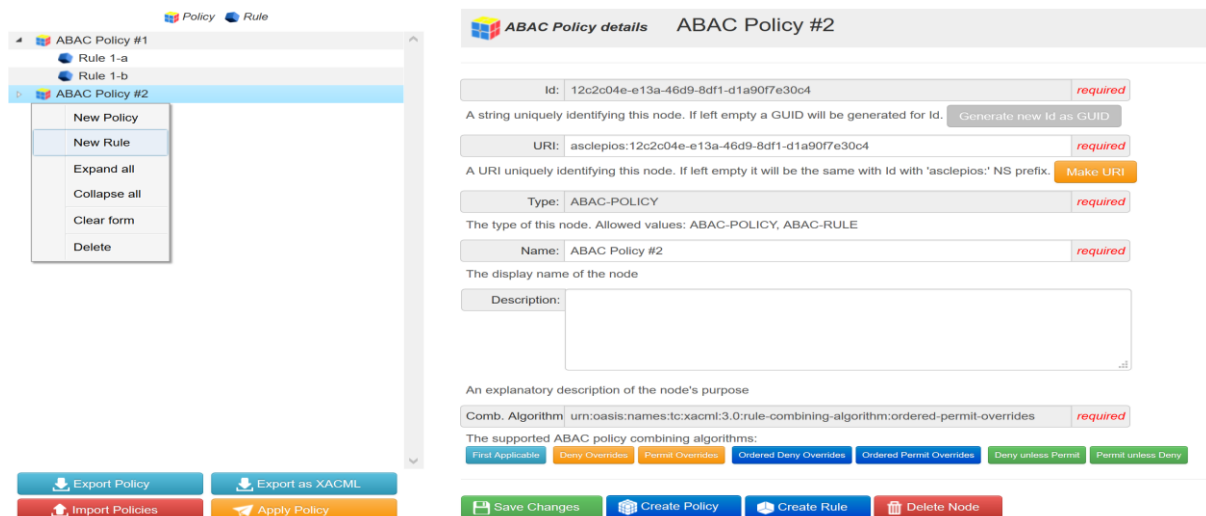 Policy Rule
ABAC Policy #1
Rule 1-a
Rule 1-b
ABAC Policy #2
New Policy
New Rule
Expand all
Collapse all
Clear form
Delete
Export Policy Export as XACML
Import Policies Apply Policy
ABAC Policy details ABAC Policy #2
Id: 12c2c04e-e13a-46d9-8df1-d1a90f7e30c4 required
A string uniquely identifying this node. If left empty a GUID will be generated for Id. Generate new Id as GUID
URI: asclepios:12c2c04e-e13a-46d9-8df1-d1a90f7e30c4 required
A URI uniquely identifying this node. If left empty it will be the same with Id with 'asclepios:' NS prefix. Make URI
Type: ABAC-POLICY required
The type of this node. Allowed values: ABAC-POLICY, ABAC-RULE
Name: ABAC Policy #2 required
The display name of the node
Description:
An explanatory description of the node's purpose
Comb. Algorithm urn:oasis:names:tc:xacml:3.0:rule-combining-algorithm:ordered-permit-overrides required
The supported ABAC policy combining algorithms:
First Applicable Deny Overrides Permit Overrides Ordered Deny Overrides Ordered Permit Overrides Deny unless Permit Permit unless Deny
Save Changes Create Policy Create Rule Delete Node